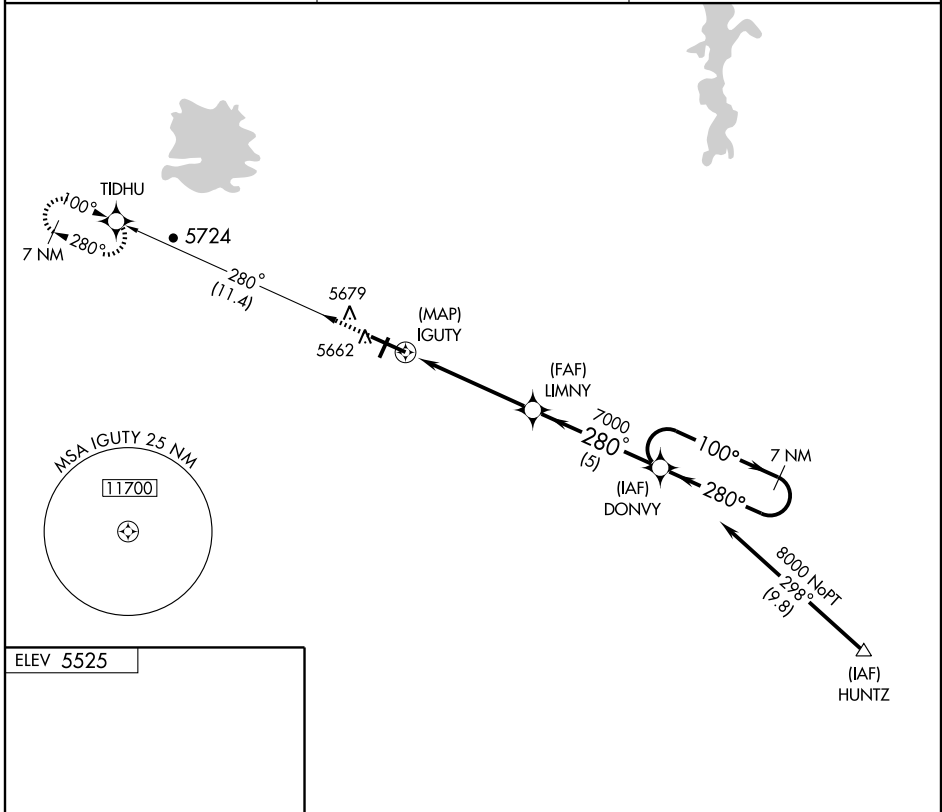 TIDHU
100°
280°
7 NM
5724
280°
(11.4)
5679
5662
(MAP)
IGUTY
(FAF)
LIMNY
7000
280°
(5)
(IAF)
DONVY
100°
7 NM
280°
8000 NoPT
298°
(9.8)
(IAF)
HUNTZ
MSA IGUTY 25 NM
11700
ELEV 5525